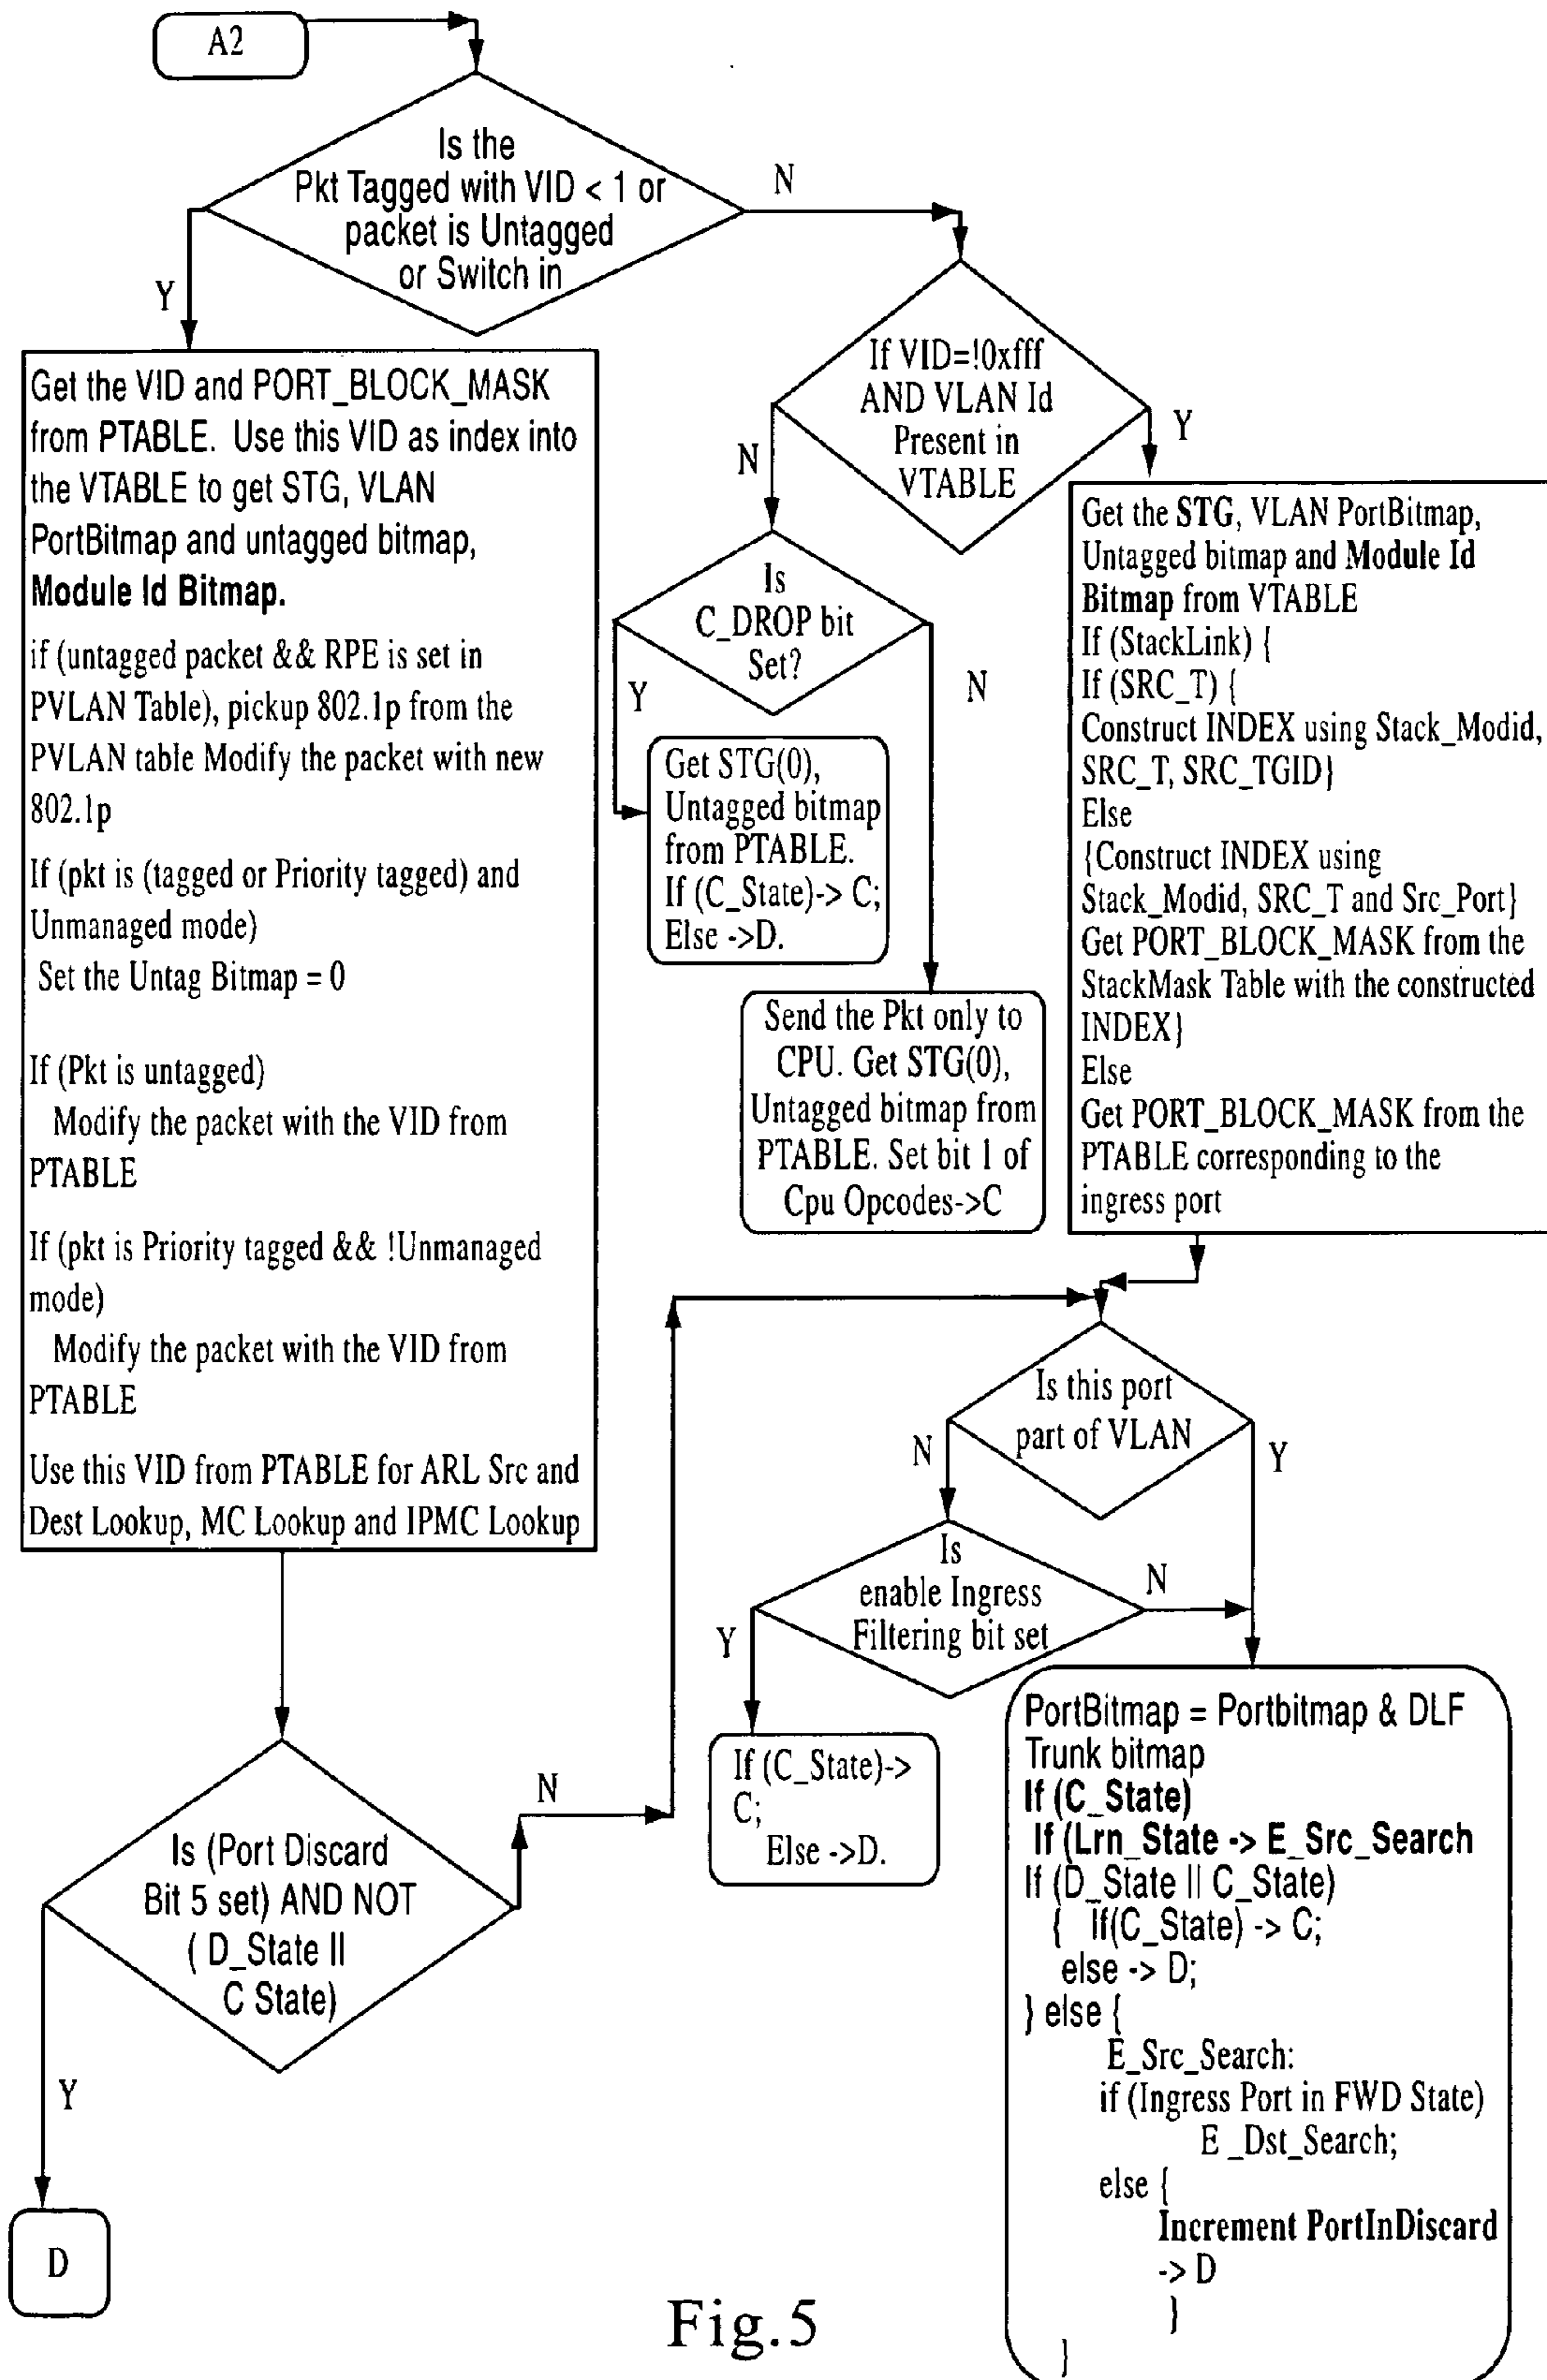 A2
Is the
Pkt Tagged with VID < 1 or
packet is Untagged
or Switch in
N
Y
Get the VID and PORT_BLOCK_MASK
from PTABLE. Use this VID as index into
the VTABLE to get STG, VLAN
PortBitmap and untagged bitmap,
Module Id Bitmap.
if (untagged packet && RPE is set in
PVLAN Table), pickup 802.1p from the
PVLAN table Modify the packet with new
802.1p
If (pkt is (tagged or Priority tagged) and
Unmanaged mode)
Set the Untag Bitmap = 0
If (Pkt is untagged)
Modify the packet with the VID from
PTABLE
If (pkt is Priority tagged && !Unmanaged
mode)
Modify the packet with the VID from
PTABLE
Use this VID from PTABLE for ARL Src and
Dest Lookup, MC Lookup and IPMC Lookup
If VID=!0xfff
AND VLAN Id
Present in
VTABLE
N
Y
Is
C_DROP bit
Set?
Y
N
Get STG(0),
Untagged bitmap
from PTABLE.
If (C_State)-> C;
Else ->D.
Send the Pkt only to
CPU. Get STG(0),
Untagged bitmap from
PTABLE. Set bit 1 of
Cpu Opcodes->C
Get the STG, VLAN PortBitmap,
Untagged bitmap and Module Id
Bitmap from VTABLE
If (StackLink) {
If (SRC_T) {
Construct INDEX using Stack_Modid,
SRC_T, SRC_TGID}
Else
{Construct INDEX using
Stack_Modid, SRC_T and Src_Port}
Get PORT_BLOCK_MASK from the
StackMask Table with the constructed
INDEX}
Else
Get PORT_BLOCK_MASK from the
PTABLE corresponding to the
ingress port
Is this port
part of VLAN
N
Y
Is
enable Ingress
Filtering bit set
N
Y
If (C_State)->
C;
Else ->D.
Is (Port Discard
Bit 5 set) AND NOT
( D_State ||
C State)
N
Y
D
PortBitmap = Portbitmap & DLF
Trunk bitmap
If (C_State)
If (Lrn_State -> E_Src_Search
If (D_State || C_State)
{ If(C_State) -> C;
else -> D;
} else {
E_Src_Search:
if (Ingress Port in FWD State)
E _Dst_Search;
else {
Increment PortInDiscard
-> D
}
}
Fig.5